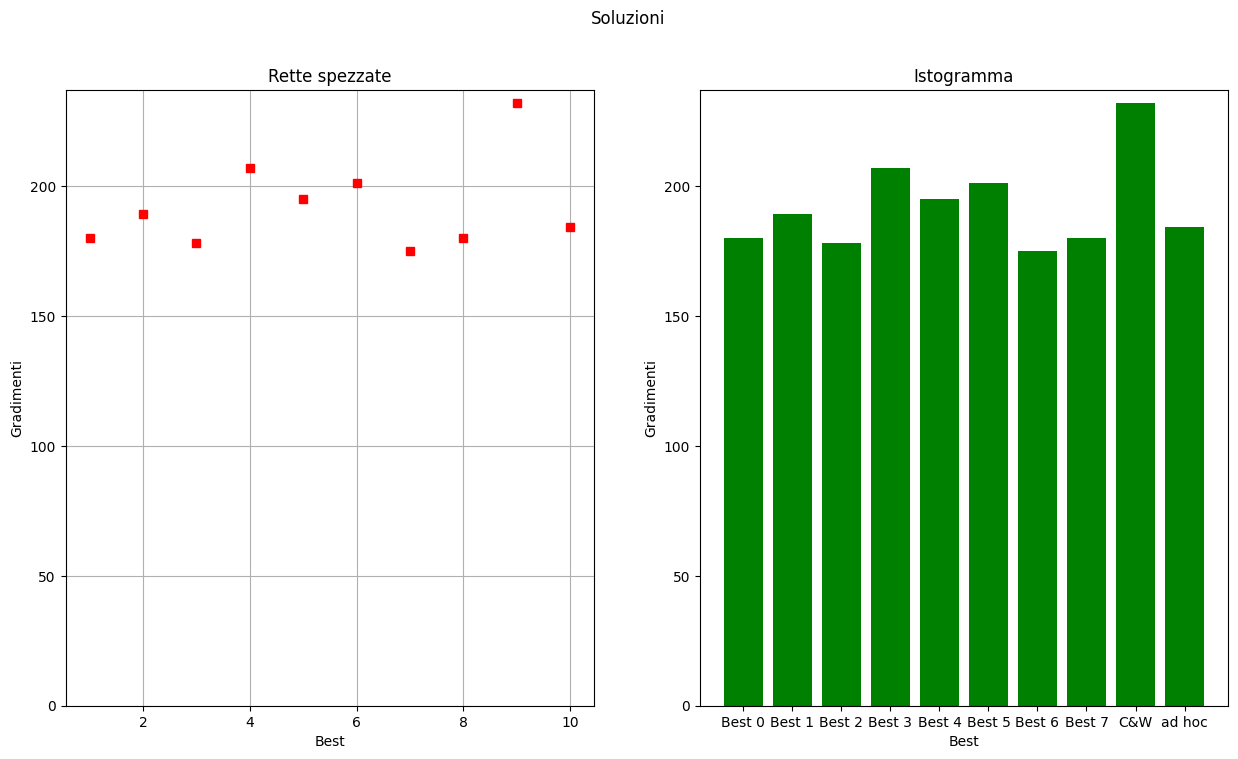 Soluzioni
Rette spezzate
Gradimenti
200
150
100
50
0
2 4 6 8 10
Best
Istogramma
Gradimenti
200
150
100
50
0
Best 0 Best 1 Best 2 Best 3 Best 4 Best 5 Best 6 Best 7 C&W ad hoc
Best